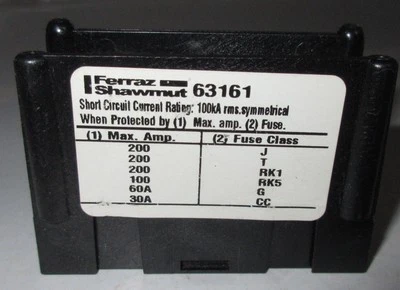 Ferraz
Shawmut 63161
Short Circuit Current Rating: 100kA rms.symmetrical
When Protected by (1) Max. amp. (2) Fuse.
(1) Max. Amp. (2) Fuse Class
200 J
200 T
200 RK1
100 RK5
60A G
30A CC